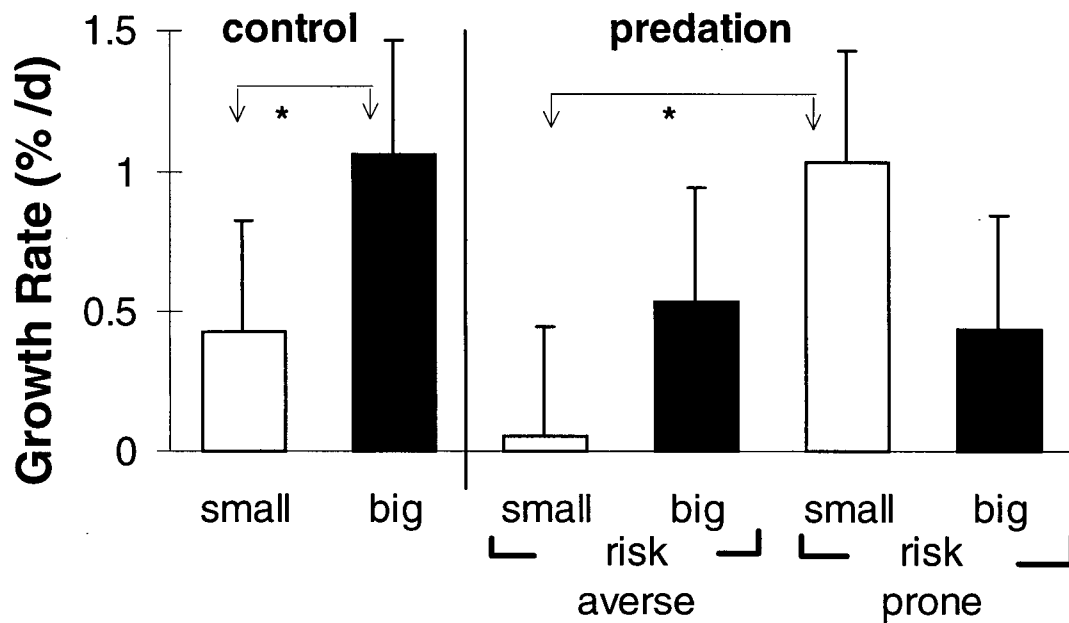 Growth Rate (% /d)
1.5
1
0.5
0
control
predation
*
*
small
big
small
big
small
big
risk
averse
risk
prone